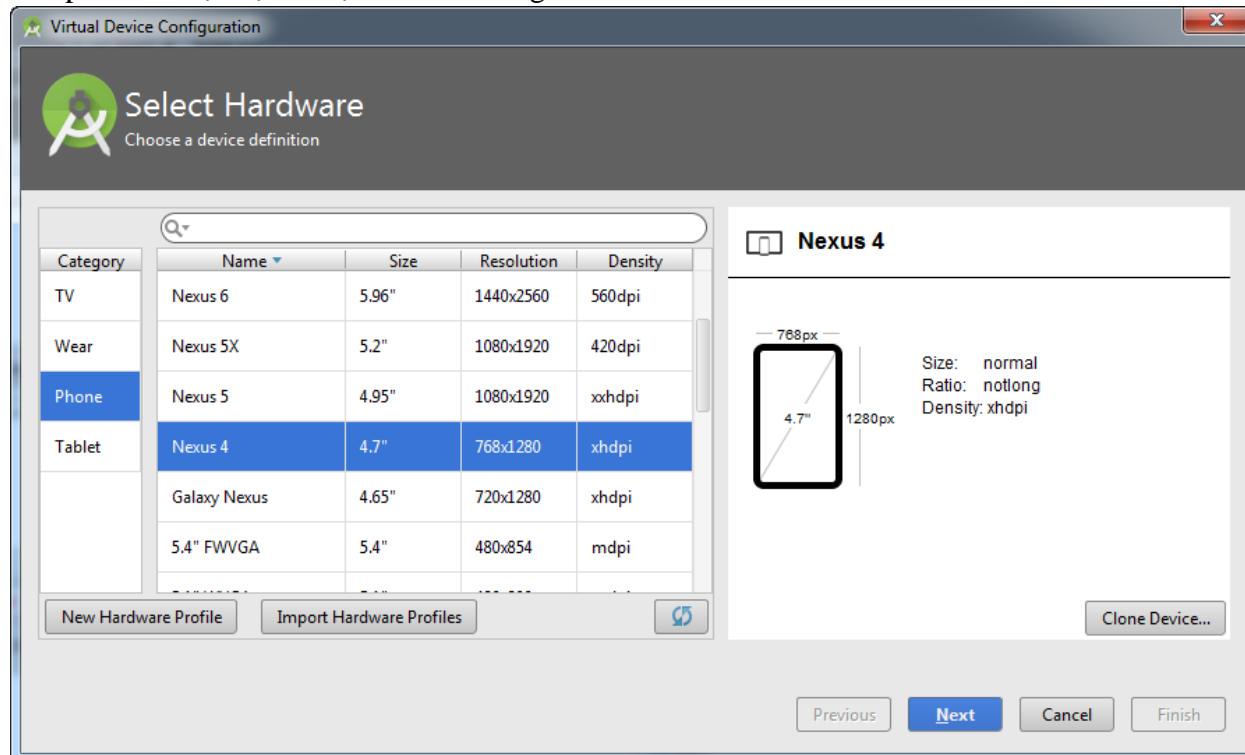 Virtual Device Configuration
Select Hardware
Choose a device definition
Category Name Size Resolution Density
TV Nexus 6 5.96" 1440x2560 560dpi
Wear Nexus 5X 5.2" 1080x1920 420dpi
Phone Nexus 5 4.95" 1080x1920 xxhdpi
Tablet Nexus 4 4.7" 768x1280 xhdpi
Galaxy Nexus 4.65" 720x1280 xhdpi
5.4" FWVGA 5.4" 480x854 mdpi
New Hardware Profile Import Hardware Profiles
Nexus 4
768px
4.7" 1280px
Size: normal
Ratio: notlong
Density: xhdpi
Clone Device...
Previous Next Cancel Finish